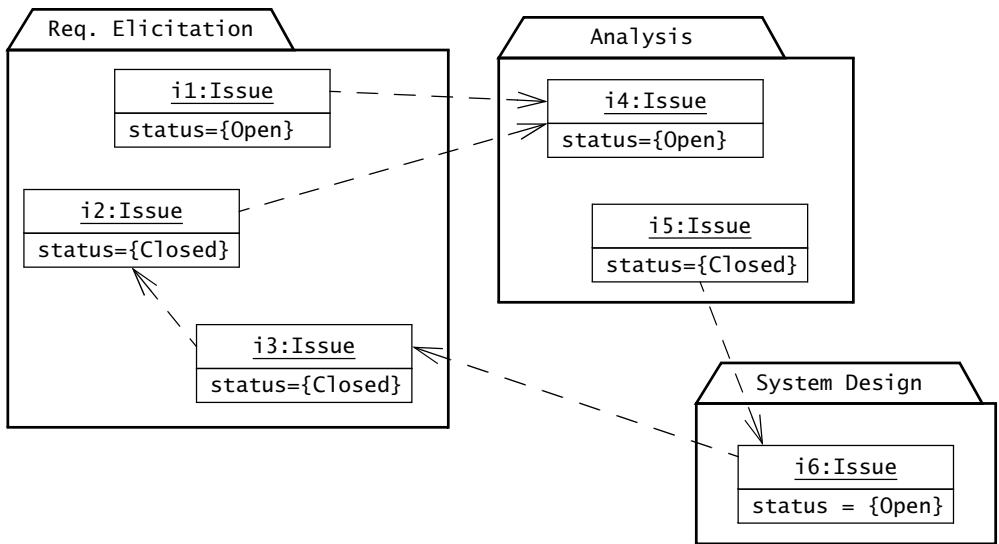 Req. Elicitation
i1:Issue
status={Open}
i2:Issue
status={Closed}
i3:Issue
status={Closed}
Analysis
i4:Issue
status={Open}
i5:Issue
status={Closed}
System Design
i6:Issue
status = {Open}